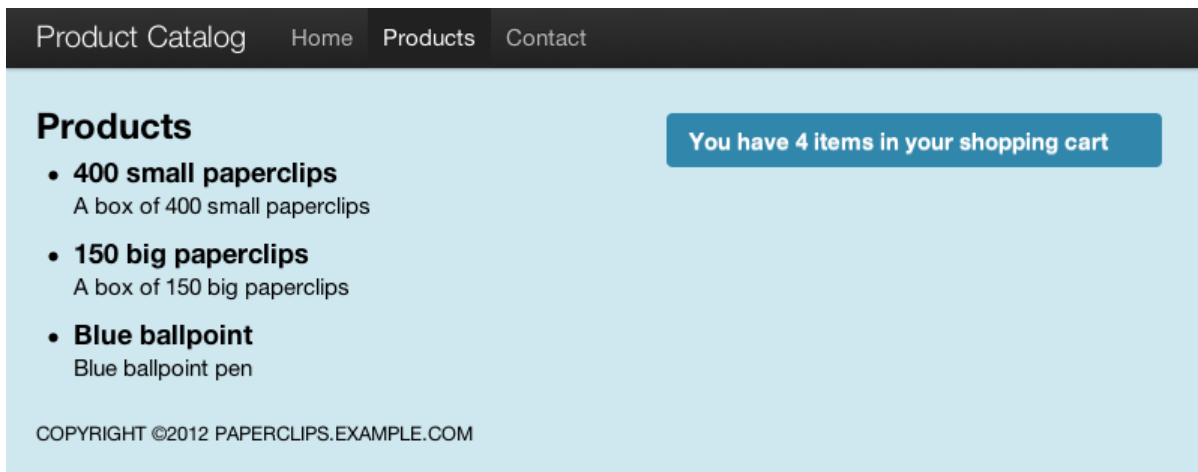 Product Catalog Home Products Contact
Products
You have 4 items in your shopping cart
400 small paperclips
A box of 400 small paperclips
150 big paperclips
A box of 150 big paperclips
Blue ballpoint
Blue ballpoint pen
COPYRIGHT ©2012 PAPERCLIPS.EXAMPLE.COM